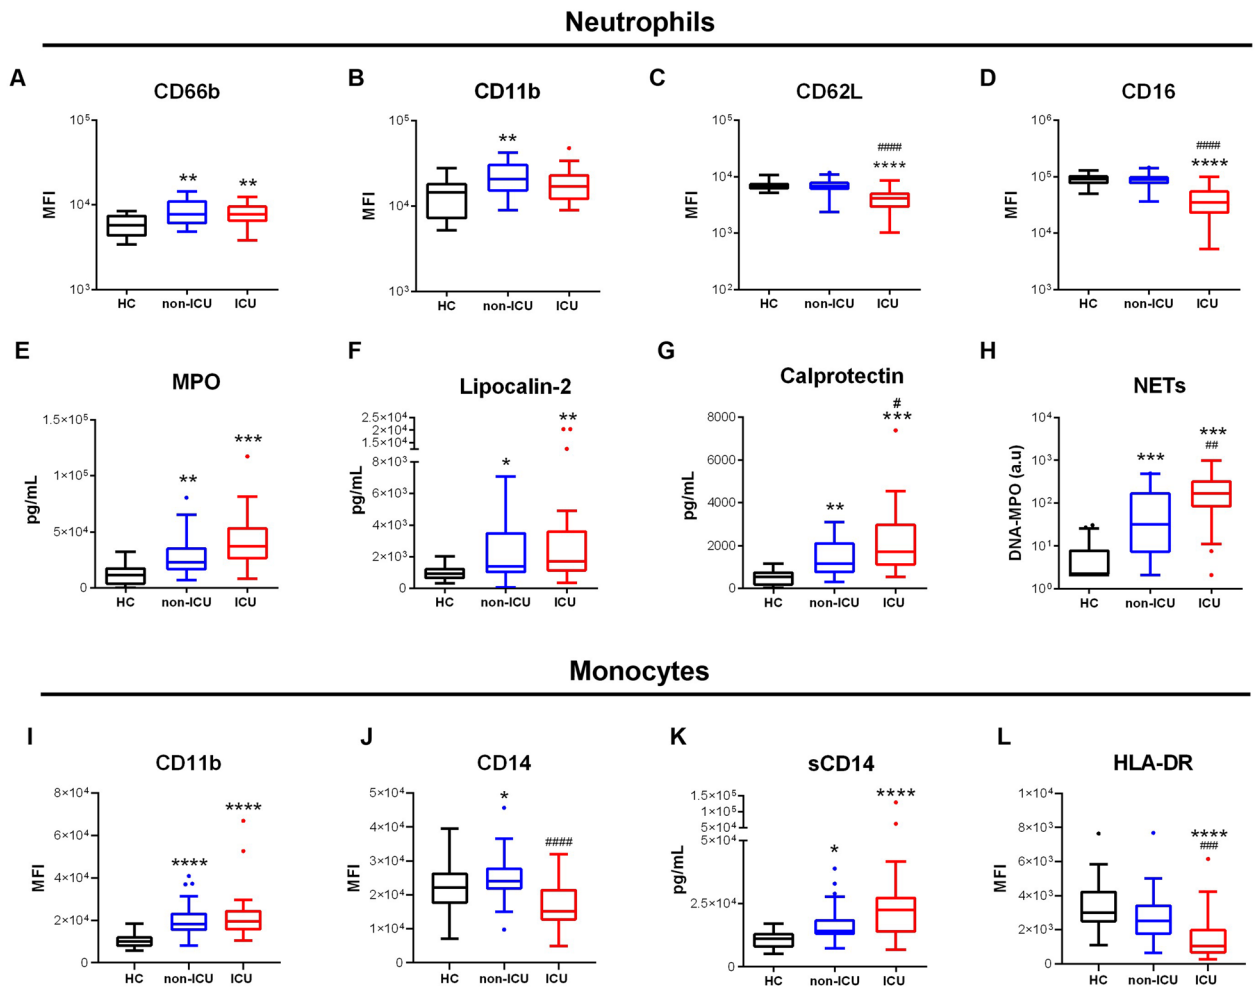 Neutrophils
A
CD66b
MFI
10⁵
10⁴
10³
**
**
HC
non-ICU
ICU
B
CD11b
MFI
10⁵
10⁴
10³
**
HC
non-ICU
ICU
C
CD62L
MFI
10⁵
10⁴
10³
10²
####
****
HC
non-ICU
ICU
D
CD16
MFI
10⁶
10⁵
10⁴
10³
####
****
HC
non-ICU
ICU
E
MPO
pg/mL
1.5×10⁵
1×10⁵
5×10⁴
0
**
***
HC
non-ICU
ICU
F
Lipocalin-2
pg/mL
2.5×10⁴
2×10⁴
1.5×10⁴
8×10³
6×10³
4×10³
2×10³
0
*
**
HC
non-ICU
ICU
G
Calprotectin
pg/mL
8000
6000
4000
2000
0
**
#
***
HC
non-ICU
ICU
H
NETs
DNA-MPO (a.u)
10⁴
10³
10²
10¹
10⁰
***
***
##
HC
non-ICU
ICU
Monocytes
I
CD11b
MFI
8×10⁴
6×10⁴
4×10⁴
2×10⁴
0
****
****
HC
non-ICU
ICU
J
CD14
MFI
5×10⁴
4×10⁴
3×10⁴
2×10⁴
1×10⁴
0
*
####
HC
non-ICU
ICU
K
sCD14
pg/mL
1.5×10⁵
1×10⁵
5×10⁴
5×10⁴
2.5×10⁴
0
*
****
HC
non-ICU
ICU
L
HLA-DR
MFI
1×10⁴
8×10³
6×10³
4×10³
2×10³
0
****
###
HC
non-ICU
ICU